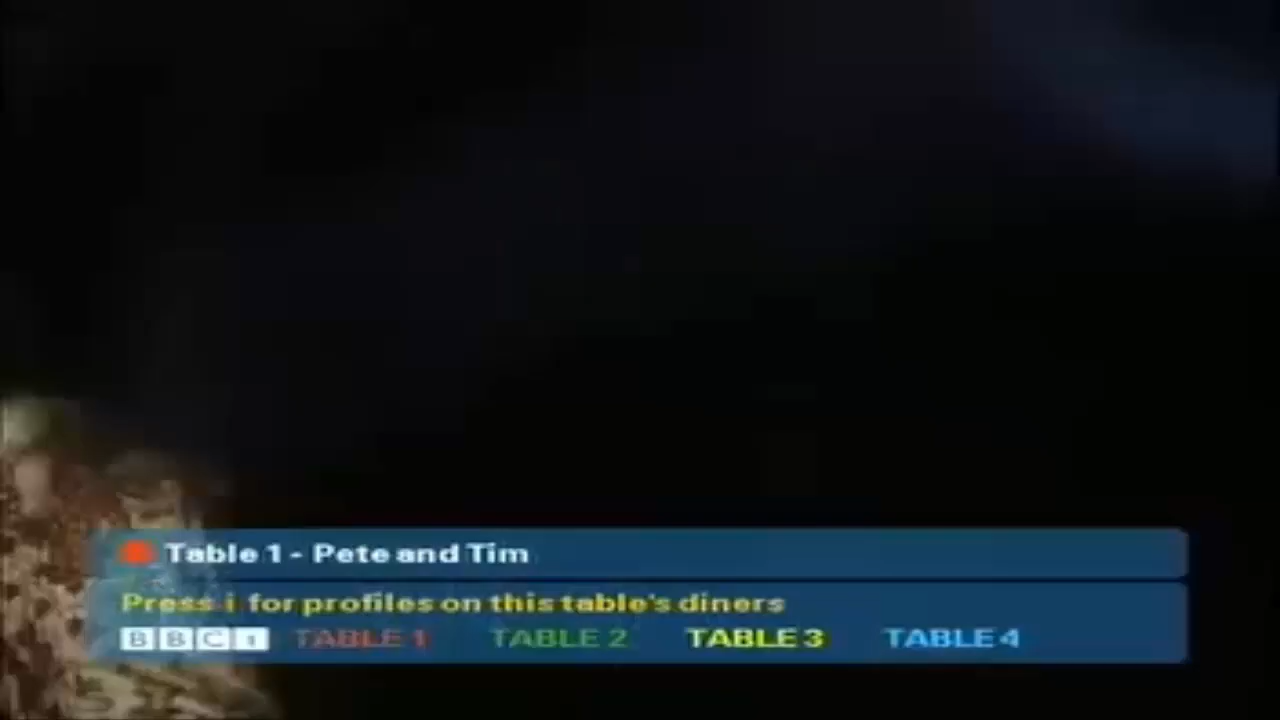 Table 1 - Pete and Tim
Press i for profiles on this table's diners
BBC 1 TABLE 1 TABLE 2 TABLE 3 TABLE 4